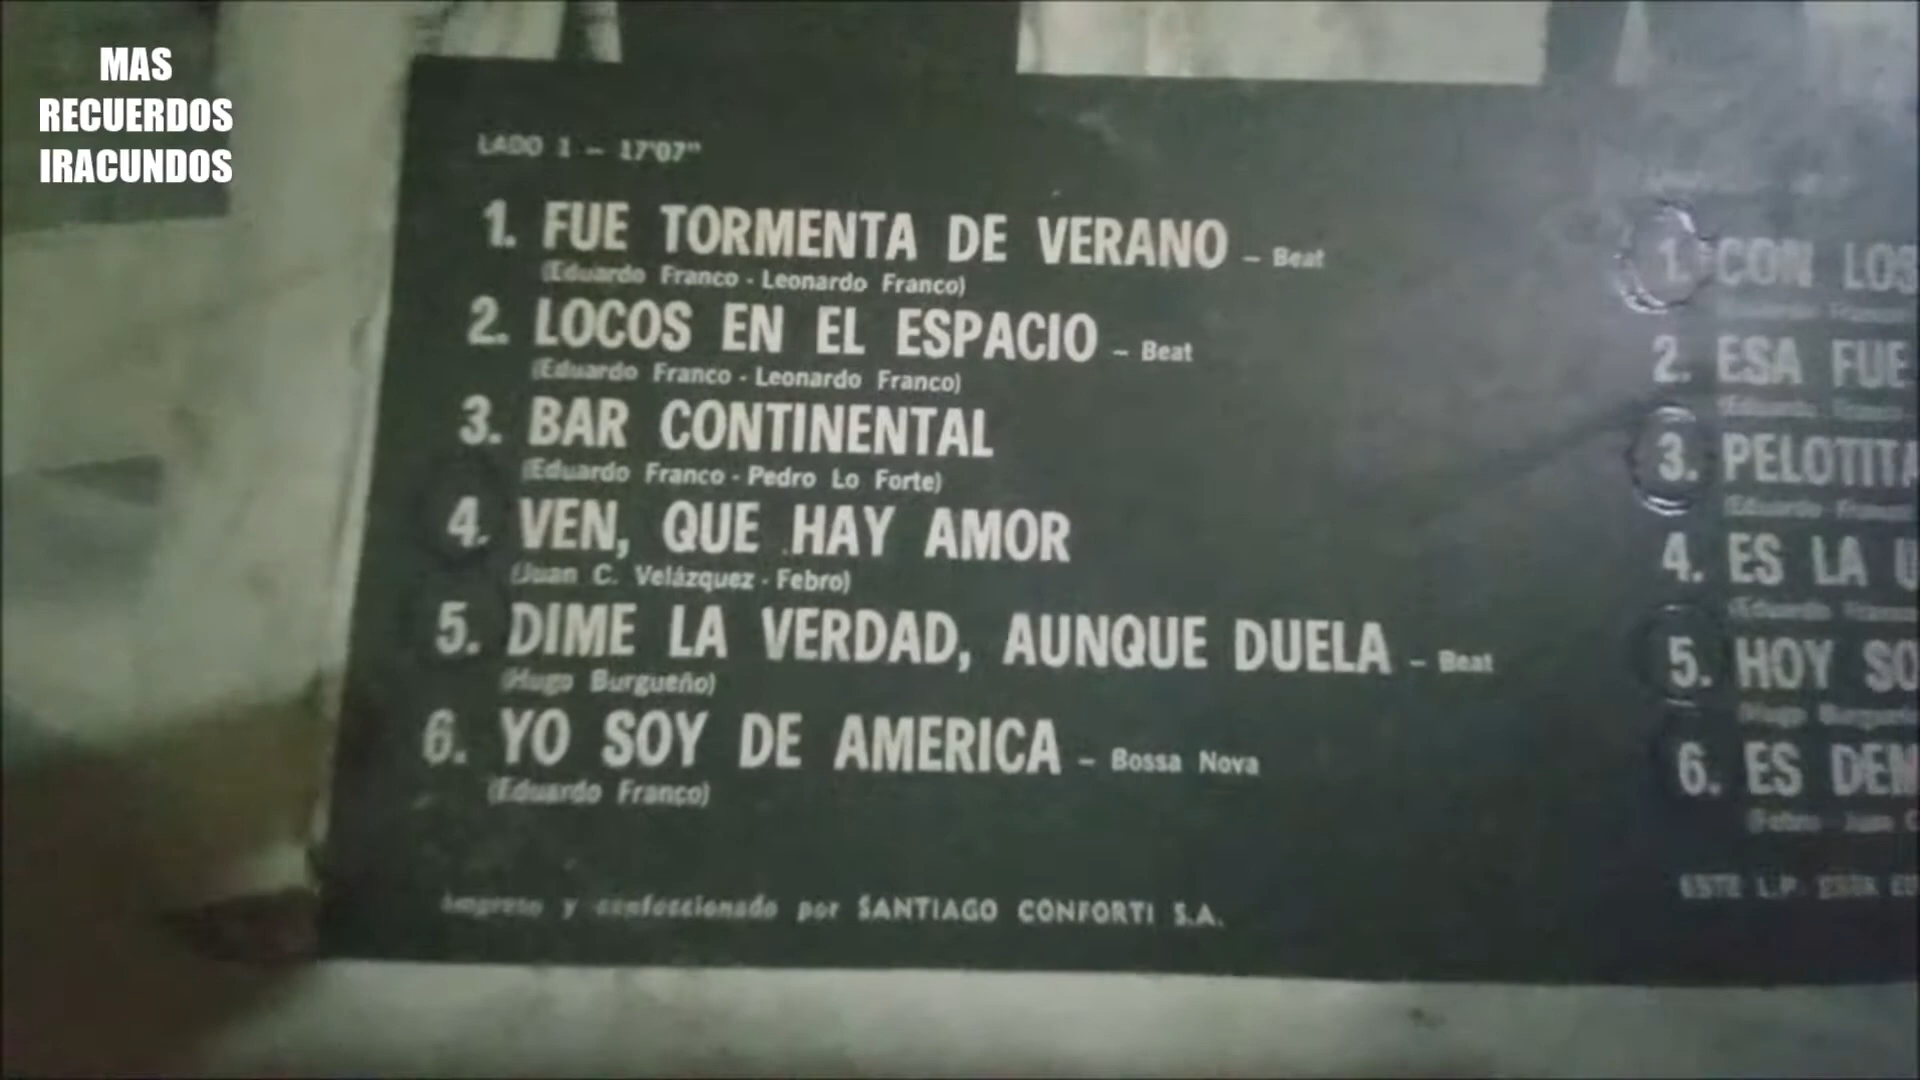 MAS
RECUERDOS
IRACUNDOS
LADO 1 – 17'07"
1. FUE TORMENTA DE VERANO – Beat
(Eduardo Franco - Leonardo Franco)
2. LOCOS EN EL ESPACIO – Beat
(Eduardo Franco - Leonardo Franco)
3. BAR CONTINENTAL
(Eduardo Franco - Pedro Lo Forte)
4. VEN, QUE HAY AMOR
(Juan C. Velázquez - Febro)
5. DIME LA VERDAD, AUNQUE DUELA – Beat
(Hugo Burgueño)
6. YO SOY DE AMERICA – Bossa Nova
(Eduardo Franco)
Impreso y confeccionado por SANTIAGO CONFORTI S.A.
1. CON LOS
2. ESA FUE
3. PELOTITA
4. ES LA
5. HOY
6. ES
ESTE L.P.